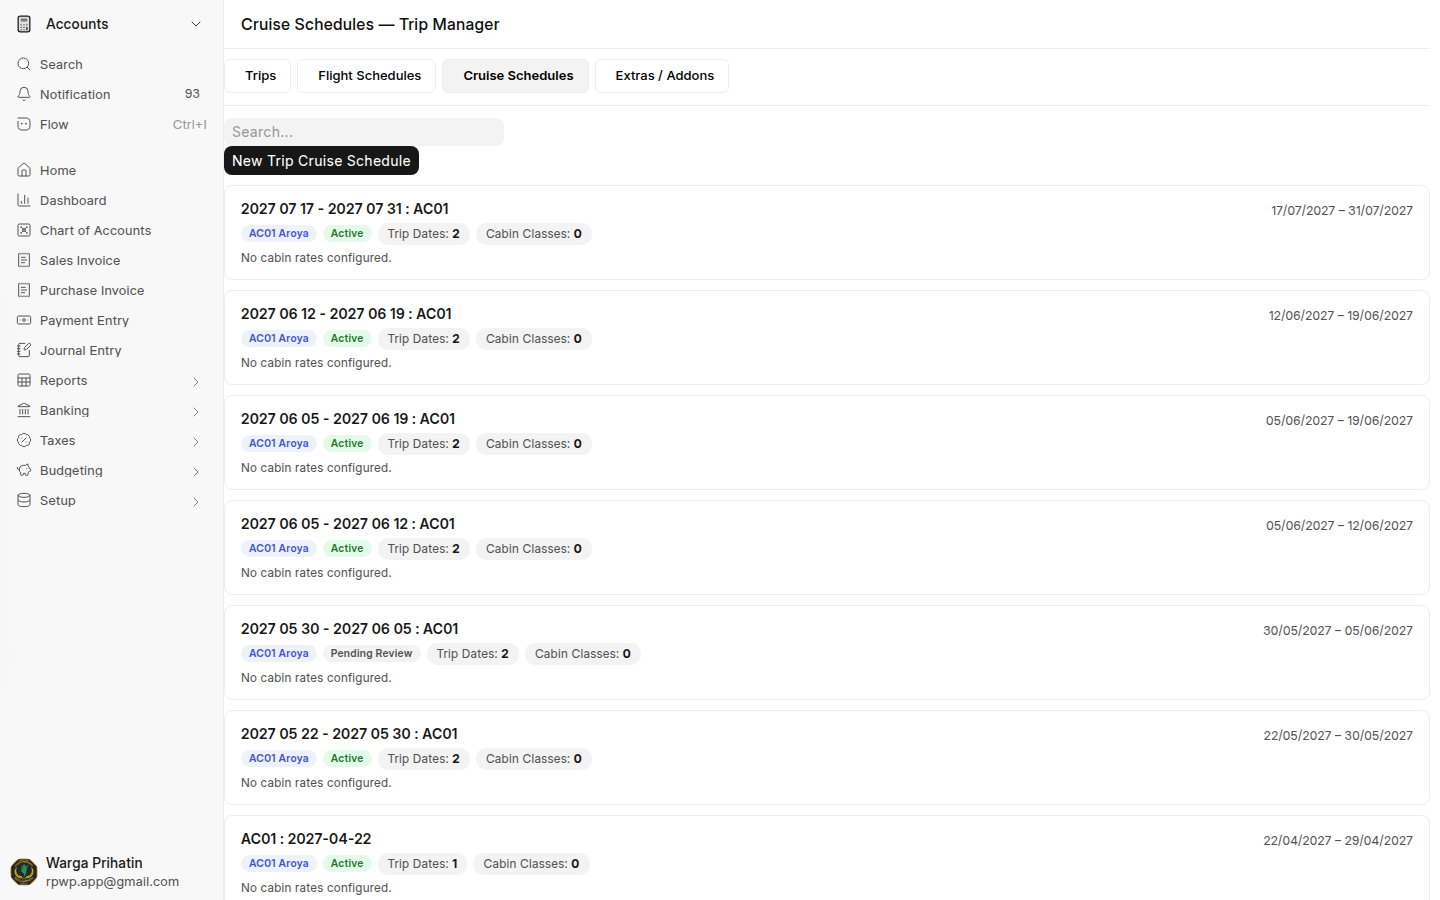 Accounts
Search
Notification 93
Flow Ctrl+I
Home
Dashboard
Chart of Accounts
Sales Invoice
Purchase Invoice
Payment Entry
Journal Entry
Reports
Banking
Taxes
Budgeting
Setup
Warga Prihatin
rpwp.app@gmail.com
Cruise Schedules — Trip Manager
Trips Flight Schedules Cruise Schedules Extras / Addons
Search...
New Trip Cruise Schedule
2027 07 17 - 2027 07 31 : AC01 17/07/2027 – 31/07/2027
AC01 Aroya Active Trip Dates: 2 Cabin Classes: 0
No cabin rates configured.
2027 06 12 - 2027 06 19 : AC01 12/06/2027 – 19/06/2027
AC01 Aroya Active Trip Dates: 2 Cabin Classes: 0
No cabin rates configured.
2027 06 05 - 2027 06 19 : AC01 05/06/2027 – 19/06/2027
AC01 Aroya Active Trip Dates: 2 Cabin Classes: 0
No cabin rates configured.
2027 06 05 - 2027 06 12 : AC01 05/06/2027 – 12/06/2027
AC01 Aroya Active Trip Dates: 2 Cabin Classes: 0
No cabin rates configured.
2027 05 30 - 2027 06 05 : AC01 30/05/2027 – 05/06/2027
AC01 Aroya Pending Review Trip Dates: 2 Cabin Classes: 0
No cabin rates configured.
2027 05 22 - 2027 05 30 : AC01 22/05/2027 – 30/05/2027
AC01 Aroya Active Trip Dates: 2 Cabin Classes: 0
No cabin rates configured.
AC01 : 2027-04-22 22/04/2027 – 29/04/2027
AC01 Aroya Active Trip Dates: 1 Cabin Classes: 0
No cabin rates configured.